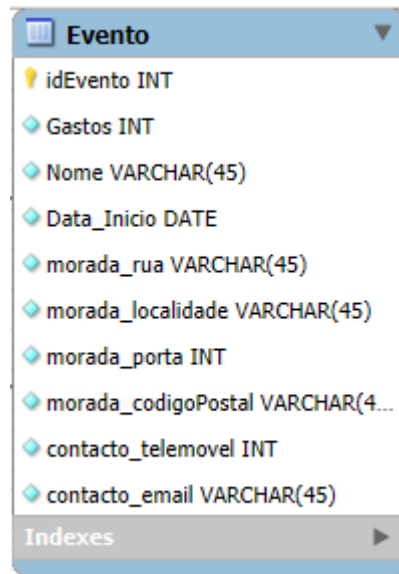 Evento
idEvento INT
Gastos INT
Nome VARCHAR(45)
Data_Inicio DATE
morada_rua VARCHAR(45)
morada_localidade VARCHAR(45)
morada_porta INT
morada_codigoPostal VARCHAR(4...
contacto_telemovel INT
contacto_email VARCHAR(45)
Indexes